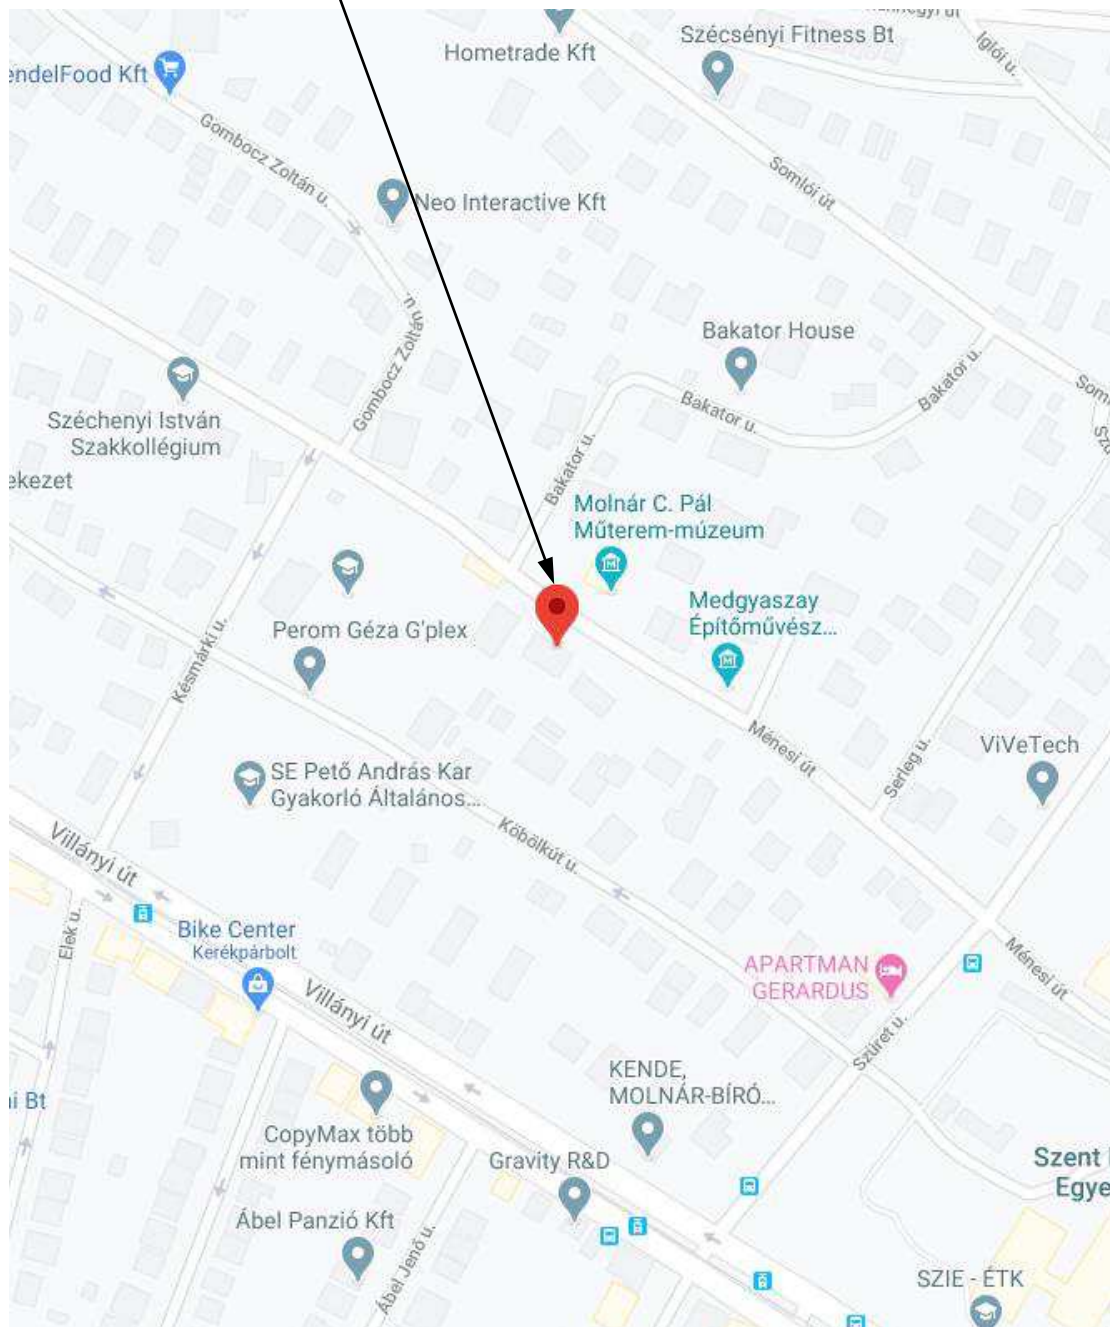 Hometrade Kft
Szécsényi Fitness Bt
Iglói u.
endelFood Kft
Gombocz Zoltán u.
Somlói út
Neo Interactive Kft
Gombocz Zoltán u.
Bakator House
Bakator u.
Bakator u.
Som
Széchenyi István
Szakkollégium
ekezet
Bakator u.
Molnár C. Pál
Műterem-múzeum
Medgyaszay
Építőművész...
Perom Géza G'plex
Késmárki u.
Ménesi út
Serleg u.
ViVeTech
SE Pető András Kar
Gyakorló Általános...
Köbölkút u.
Villányi út
Elek u.
Bike Center
Kerékpárbolt
APARTMAN
GERARDUS
Ménesi út
Villányi út
Szüret u.
KENDE,
MOLNÁR-BÍRÓ...
i Bt
CopyMax több
mint fénymásoló
Gravity R&D
Szent
Egye
Ábel Panzió Kft
Ábel Jenő u.
SZIE - ÉTK